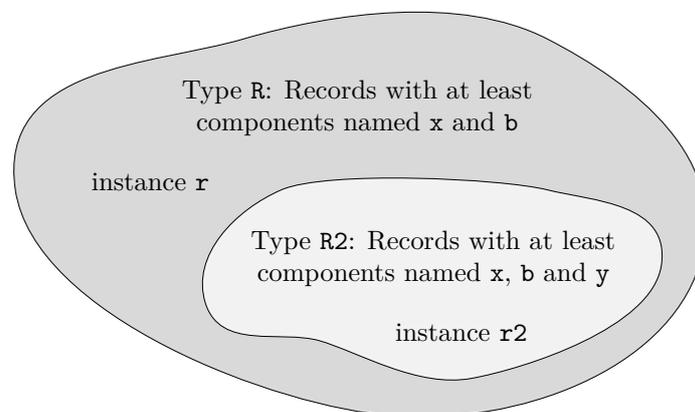 Type R: Records with at least
components named x and b
instance r
Type R2: Records with at least
components named x, b and y
instance r2